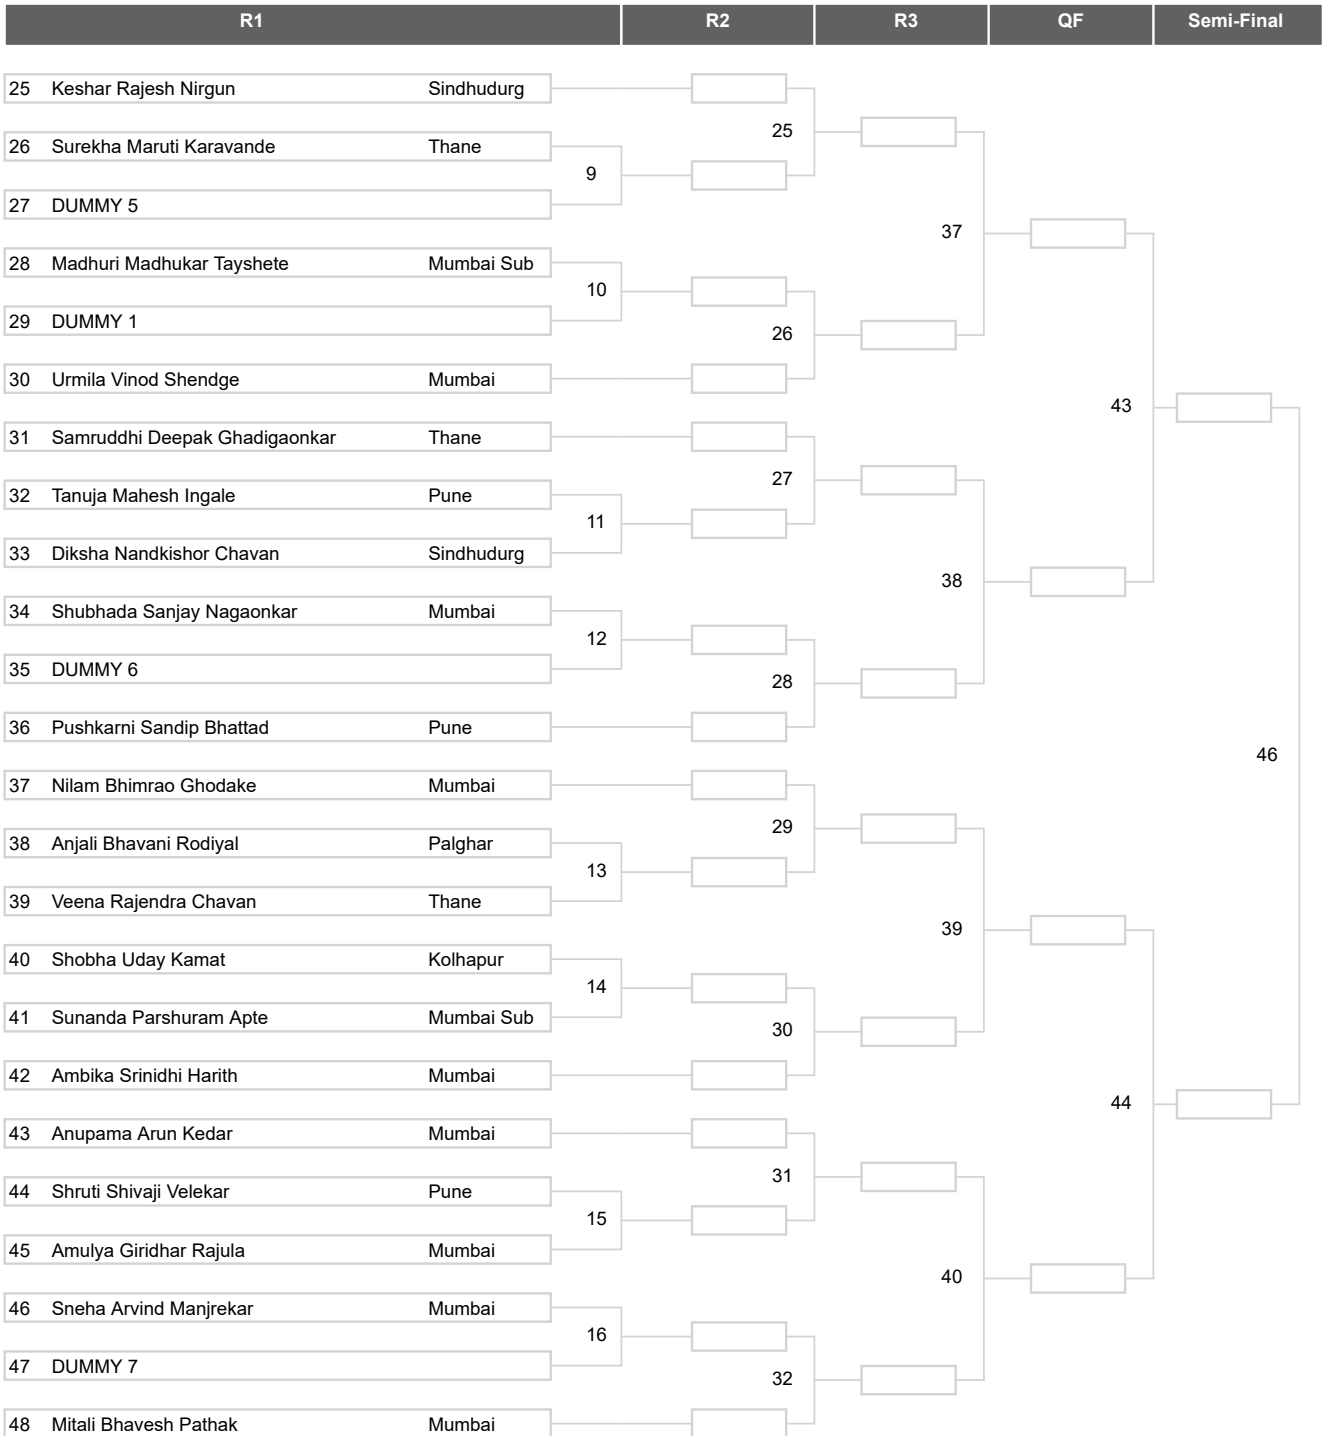 R1 R2 R3 QF Semi-Final
25 Keshar Rajesh Nirgun Sindhudurg
25
26 Surekha Maruti Karavande Thane
9
27 DUMMY 5
37
28 Madhuri Madhukar Tayshete Mumbai Sub
10
29 DUMMY 1
26
30 Urmila Vinod Shendge Mumbai
43
31 Samruddhi Deepak Ghadigaonkar Thane
27
32 Tanuja Mahesh Ingale Pune
11
33 Diksha Nandkishor Chavan Sindhudurg
38
34 Shubhada Sanjay Nagaonkar Mumbai
12
35 DUMMY 6
28
36 Pushkarni Sandip Bhattad Pune
46
37 Nilam Bhimrao Ghodake Mumbai
29
38 Anjali Bhavani Rodiyal Palghar
13
39 Veena Rajendra Chavan Thane
39
40 Shobha Uday Kamat Kolhapur
14
41 Sunanda Parshuram Apte Mumbai Sub
30
42 Ambika Srinidhi Harith Mumbai
44
43 Anupama Arun Kedar Mumbai
31
44 Shruti Shivaji Velekar Pune
15
45 Amulya Giridhar Rajula Mumbai
40
46 Sneha Arvind Manjrekar Mumbai
16
47 DUMMY 7
32
48 Mitali Bhavesh Pathak Mumbai